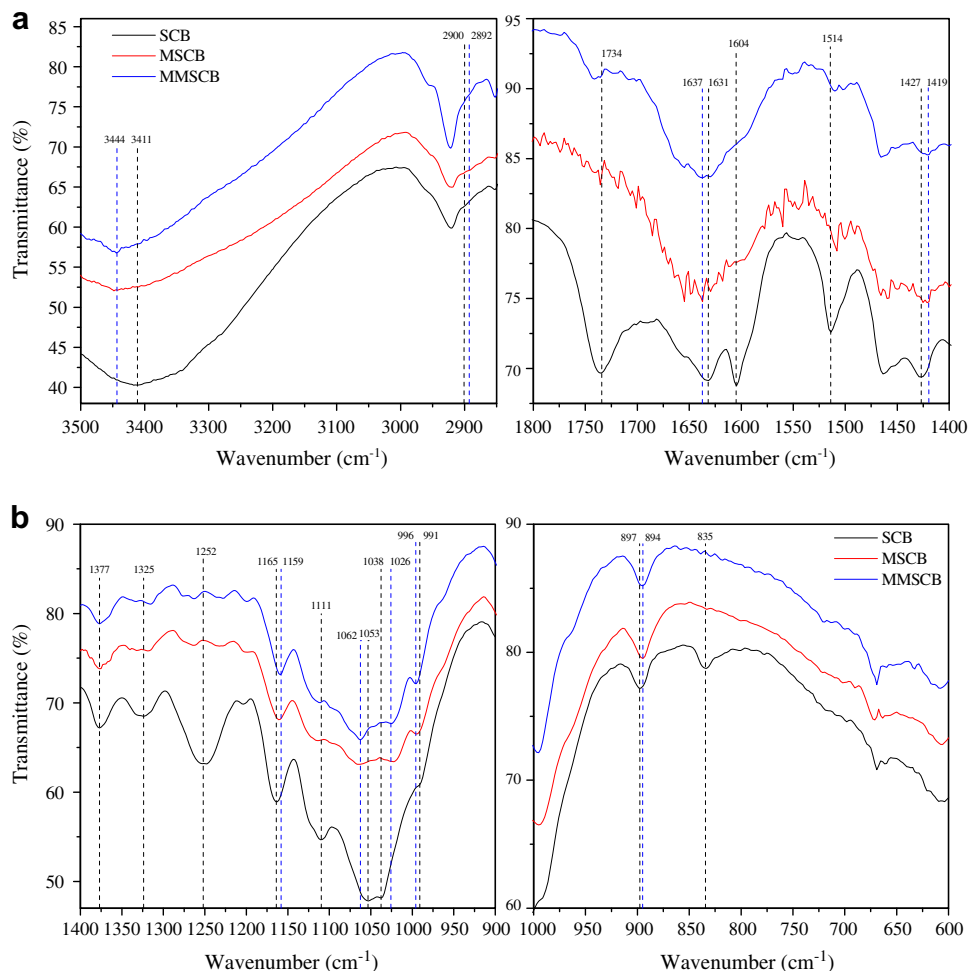 a
SCB
MSCB
MMSCB
3444 3411
2900 2892
85
80
75
70
65
60
55
50
45
40
Transmittance (%)
3500 3400 3300 3200 3100 3000 2900
Wavenumber (cm-1)
1734
1637 1631
1604
1514
1427 1419
95
90
85
80
75
70
1800 1750 1700 1650 1600 1550 1500 1450 1400
Wavenumber (cm-1)
b
1377 1325
1252
1165 1159
1111
1062 1053
1038 1026
996 991
90
80
70
60
50
Transmittance (%)
1400 1350 1300 1250 1200 1150 1100 1050 1000 950 900
Wavenumber (cm-1)
897 894
835
SCB
MSCB
MMSCB
90
80
70
60
1000 950 900 850 800 750 700 650 600
Wavenumber (cm-1)